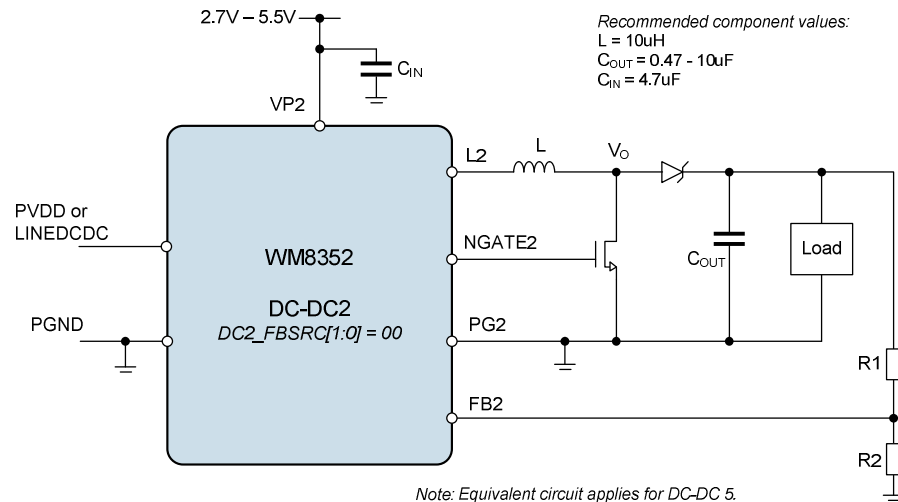 2.7V – 5.5V
Recommended component values:
L = 10uH
COUT = 0.47 - 10uF
CIN = 4.7uF
CIN
VP2
L2
L
VO
PVDD or
LINEDCDC
NGATE2
WM8352
COUT
Load
DC-DC2
DC2_FBSRC[1:0] = 00
PGND
PG2
R1
FB2
R2
Note: Equivalent circuit applies for DC-DC 5.